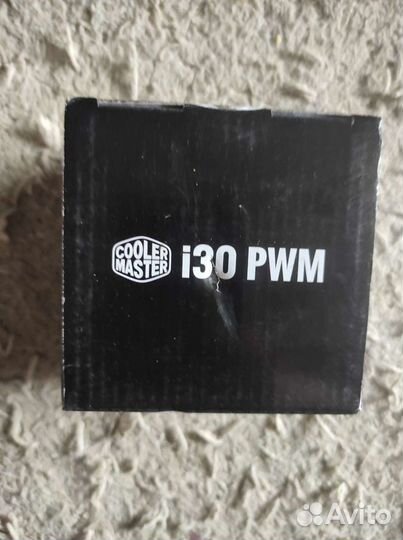 COOLER
MASTER
i30 PWM
Avito